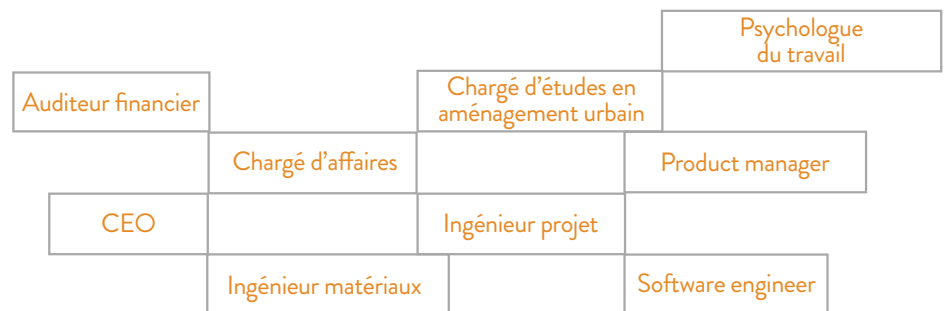 Psychologue
du travail
Auditeur financier
Chargé d'études en
aménagement urbain
Chargé d'affaires
Product manager
CEO
Ingénieur projet
Ingénieur matériaux
Software engineer